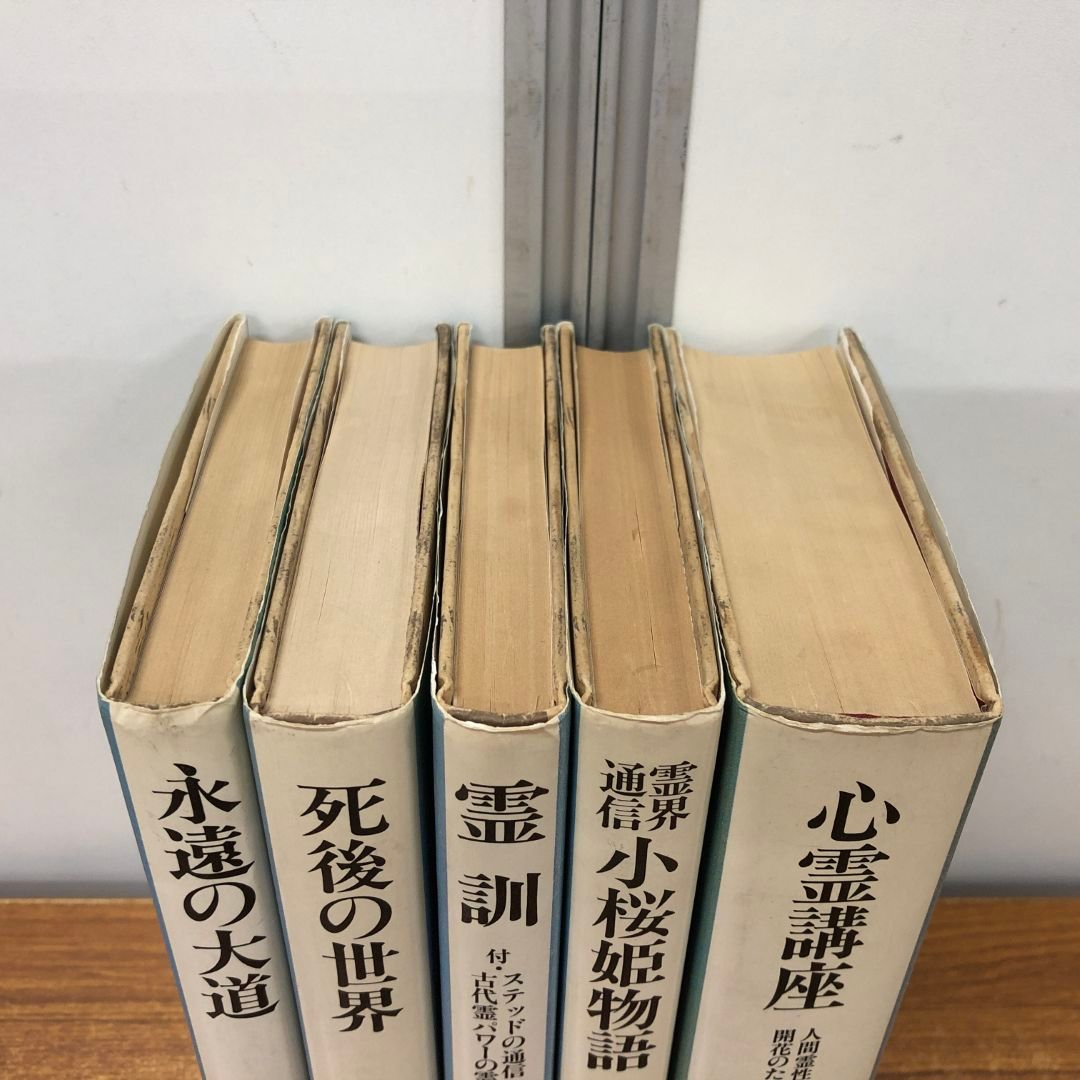 永遠の大道
死後の世界
霊訓
付・ステッドの通信
古代霊パワーの霊
霊界
通信
小桜姫物語
心霊講座
人間霊性
開花のた